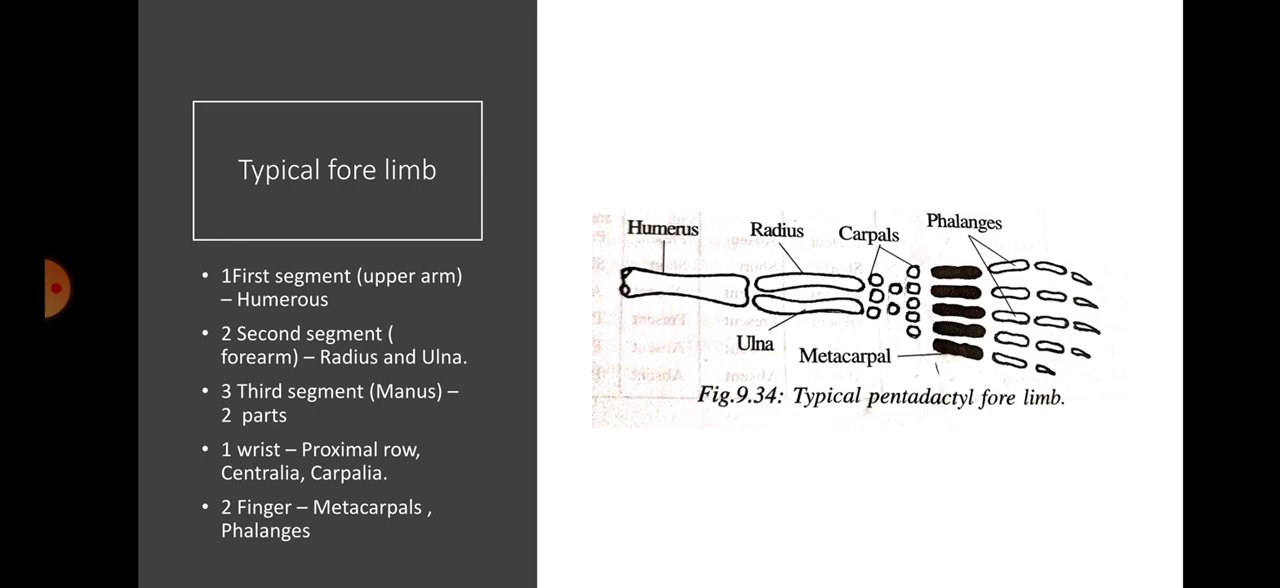 Typical fore limb
• 1First segment (upper arm)
– Humerous
• 2 Second segment (
forearm) – Radius and Ulna.
• 3 Third segment (Manus) –
2 parts
• 1 wrist – Proximal row,
Centralia, Carpalia.
• 2 Finger – Metacarpals ,
Phalanges
Humerus
Radius
Carpals
Phalanges
Ulna
Metacarpal
Fig.9.34: Typical pentadactyl fore limb.